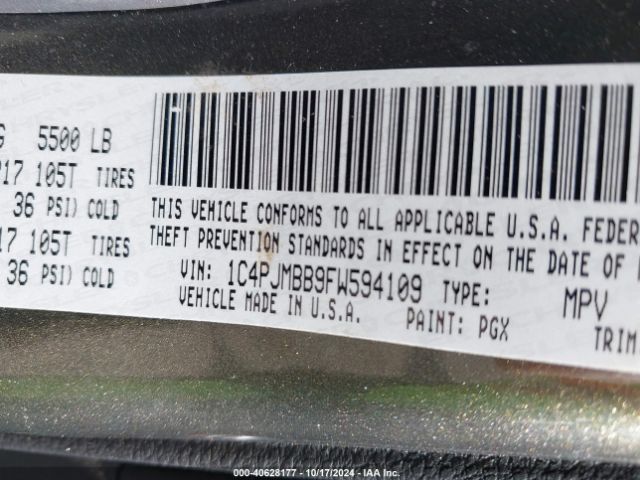 G 5500 LB
17 105T TIRES
36 PSI) COLD
17 105T TIRES
36 PSI) COLD
THIS VEHICLE CONFORMS TO ALL APPLICABLE U.S.A. FEDER
THEFT PREVENTION STANDARDS IN EFFECT ON THE DATE OF
VIN: 1C4PJMBB9FW594109 TYPE: MPV
VEHICLE MADE IN U.S.A. PAINT: PGX TRIM
000-40628177 - 10/17/2024 - IAA Inc.